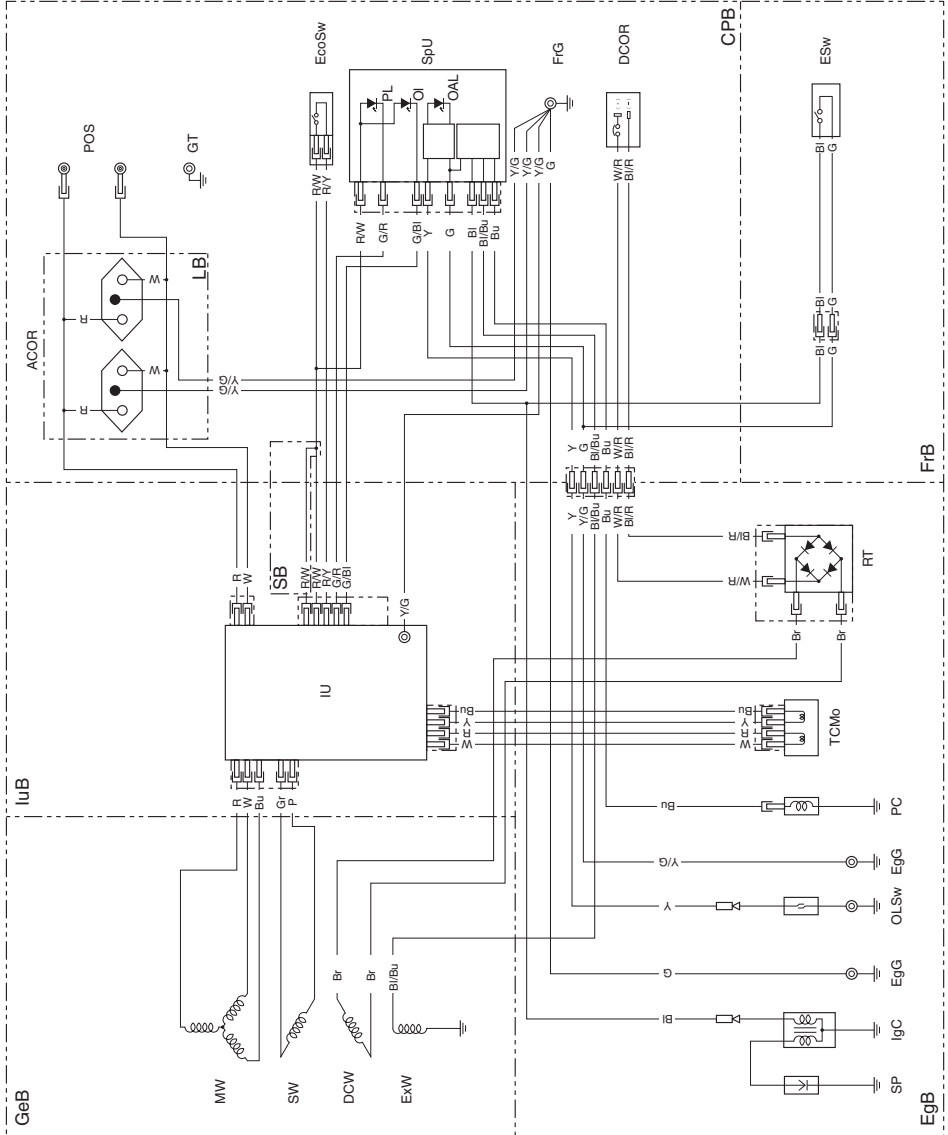 EcoSw
SpU
FrG
DCOR
CPB
ESw
POS
GT
ACOR
LB
PL
OI
OAL
R
W
R
W
Y/G
Y/G
R/W
R/Y
R/W
G/R
G/Bl
Y
G
Bl
Bl/Bu
Bu
Y/G
Y/G
Y/G
G
W/R
Bl/R
Bl
G
Bl
G
Bl
G
FrB
Y
G
Bl/Bu
Bu
W/R
Bl/R
Y
Y/G
Bl/Bu
Bu
W/R
Bl/R
IuB
SB
R
W
R/W
R/W
R/Y
G/R
G/Bl
Y/G
IU
R
W
Bu
Gr
P
Bu
Y
R
W
Bu
Y
R
W
TCMo
Bl/R
W/R
RT
Br
Br
GeB
MW
SW
DCW
ExW
Br
Br
Bl/Bu
Bu
Y/G
Y
G
Bl
PC
EgG
OLSw
EgG
IgC
SP
EgB